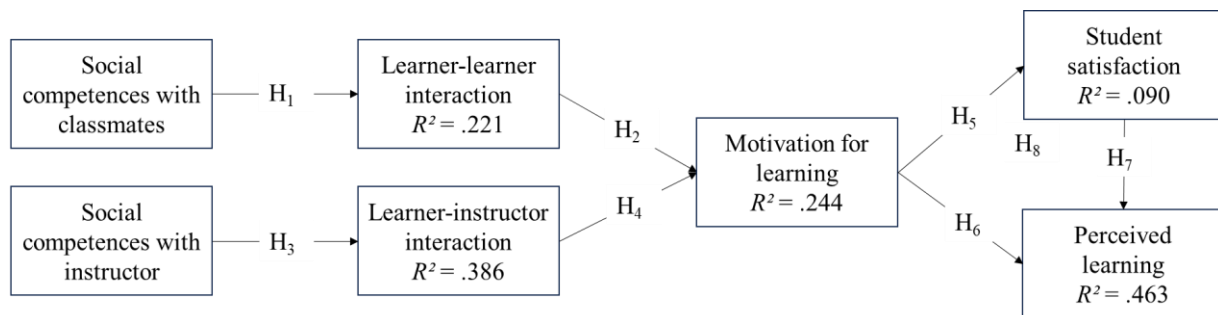 Social
competences with
classmates
H₁
Learner-learner
interaction
R² = .221
H₂
Social
competences with
instructor
H₃
Learner-instructor
interaction
R² = .386
H₄
Motivation for
learning
R² = .244
H₅
H₆
Student
satisfaction
R² = .090
H₈
H₇
Perceived
learning
R² = .463